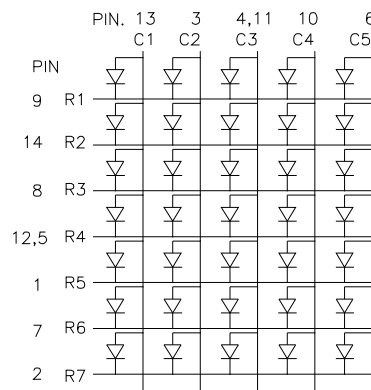 PIN. 13 3 4,11 10 6
C1 C2 C3 C4 C5
PIN
9 R1
14 R2
8 R3
12,5 R4
1 R5
7 R6
2 R7